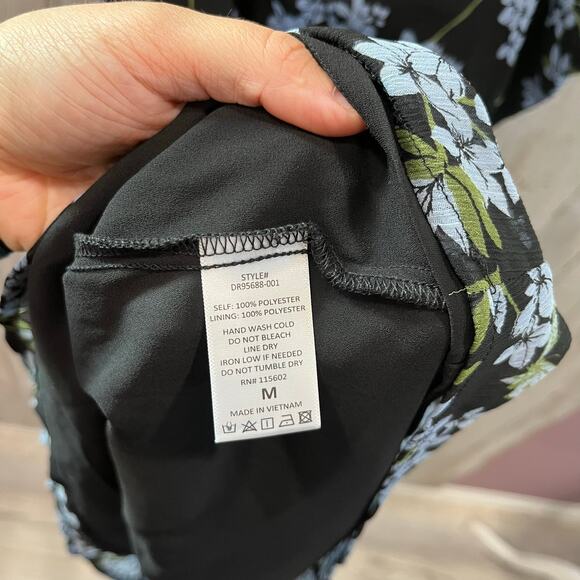 STYLE#
DR95688-001
SELF: 100% POLYESTER
LINING: 100% POLYESTER
HAND WASH COLD
DO NOT BLEACH
LINE DRY
IRON LOW IF NEEDED
DO NOT TUMBLE DRY
RN# 115602
M
MADE IN VIETNAM